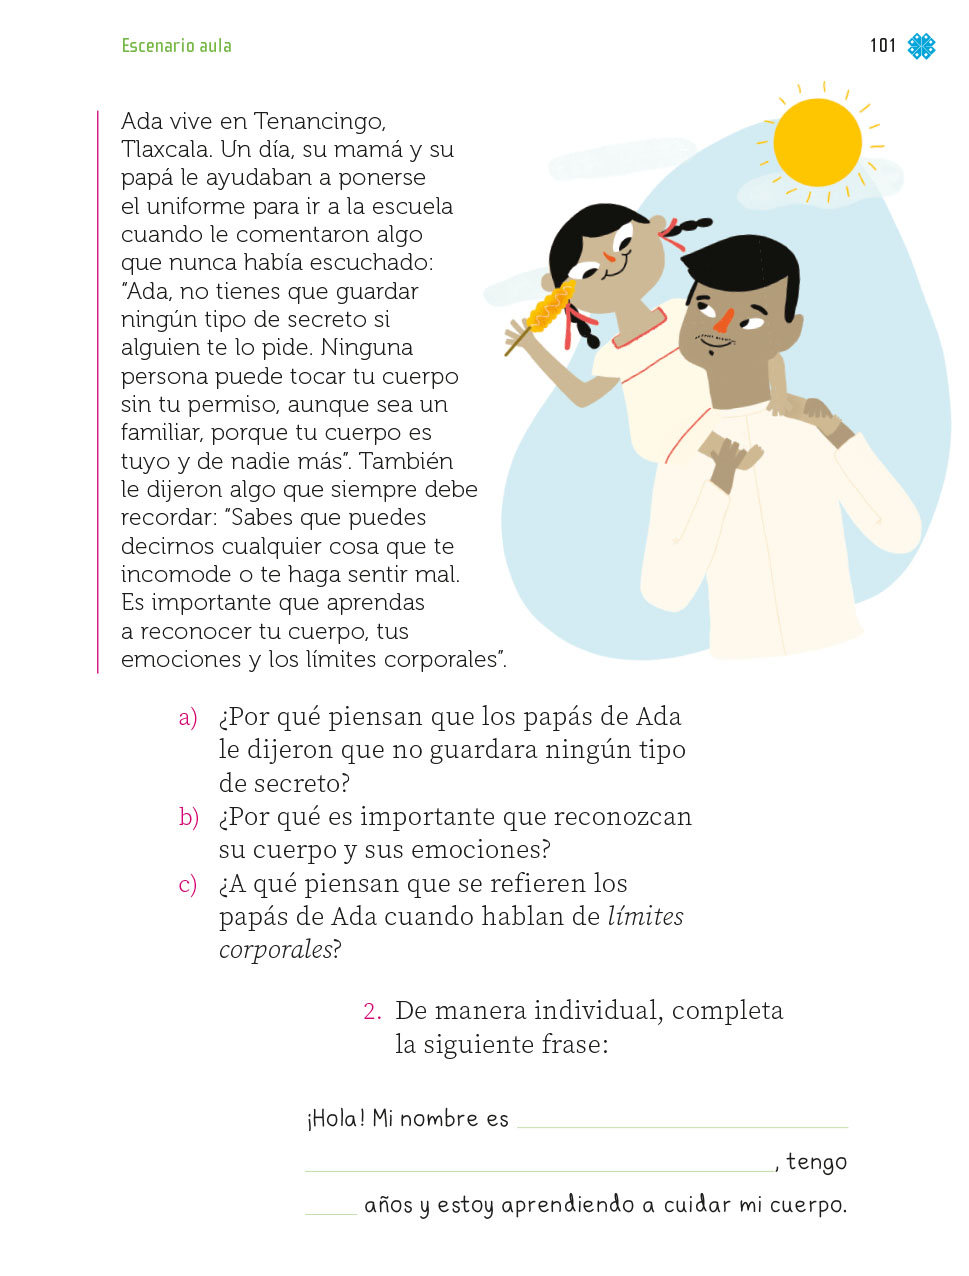 Escenario aula
101
Ada vive en Tenancingo,
Tlaxcala. Un día, su mamá y su
papá le ayudaban a ponerse
el uniforme para ir a la escuela
cuando le comentaron algo
que nunca había escuchado:
“Ada, no tienes que guardar
ningún tipo de secreto si
alguien te lo pide. Ninguna
persona puede tocar tu cuerpo
sin tu permiso, aunque sea un
familiar, porque tu cuerpo es
tuyo y de nadie más”. También
le dijeron algo que siempre debe
recordar: “Sabes que puedes
decirnos cualquier cosa que te
incomode o te haga sentir mal.
Es importante que aprendas
a reconocer tu cuerpo, tus
emociones y los límites corporales”.
a) ¿Por qué piensan que los papás de Ada
le dijeron que no guardara ningún tipo
de secreto?
b) ¿Por qué es importante que reconozcan
su cuerpo y sus emociones?
c) ¿A qué piensan que se refieren los
papás de Ada cuando hablan de límites
corporales?
2. De manera individual, completa
la siguiente frase:
¡Hola! Mi nombre es
, tengo
años y estoy aprendiendo a cuidar mi cuerpo.